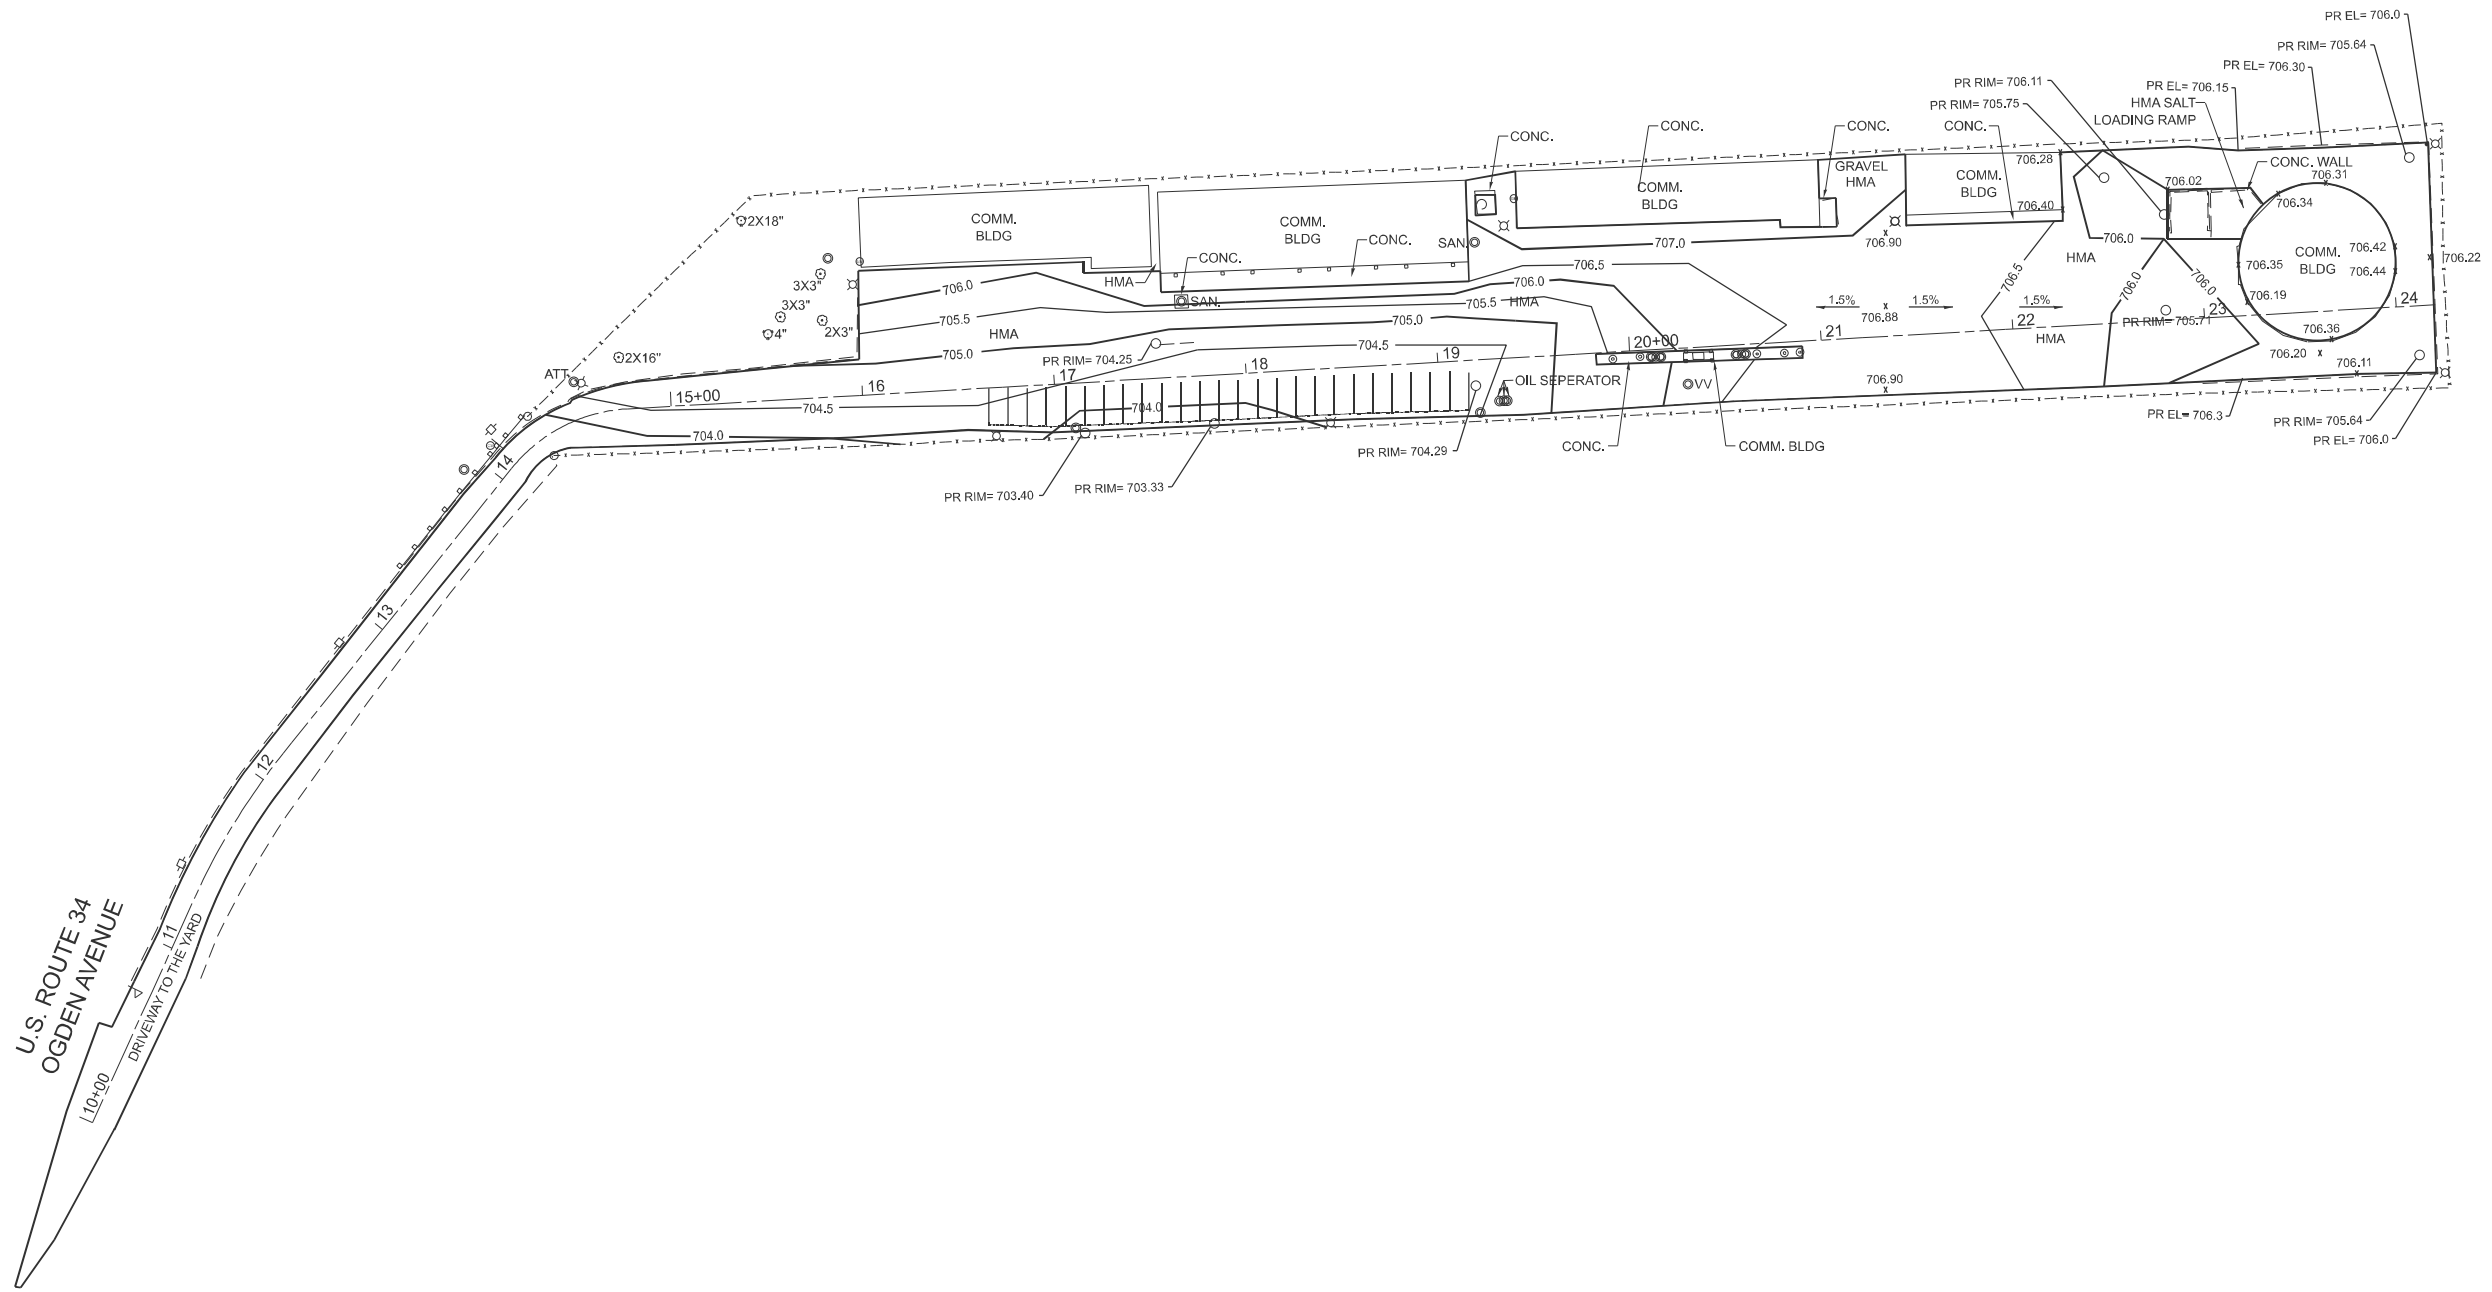 PR EL= 706.0
PR RIM= 705.64
PR EL= 706.30
PR RIM= 706.11
PR EL= 706.15
PR RIM= 705.75
HMA SALT
LOADING RAMP
CONC.
CONC.
CONC.
CONC.
CONC. WALL
706.28
GRAVEL
HMA
COMM.
BLDG
COMM.
BLDG
706.02
706.31
706.34
706.40
2X18"
COMM.
BLDG
COMM.
BLDG
CONC.
SAN.
707.0
706.90
706.0
HMA
706.42
COMM.
BLDG
706.44
706.22
706.35
706.19
CONC.
HMA
706.5
706.5
706.0
706.0
3X3"
3X3"
2X3"
4"
706.0
SAN.
705.5
HMA
706.0
705.5
HMA
705.0
1.5%
1.5%
1.5%
706.88
24
23
22
21
20+00
19
18
17
16
15+00
PR RIM= 705.71
HMA
706.36
706.20
706.11
2X16"
ATT
705.0
PR RIM= 704.25
704.5
OIL SEPERATOR
VV
706.90
704.5
704.0
704.0
PR EL= 706.3
PR RIM= 705.64
PR EL= 706.0
CONC.
COMM. BLDG
PR RIM= 704.29
PR RIM= 703.40
PR RIM= 703.33
14
13
12
11
10+00
DRIVEWAY TO THE YARD
U.S. ROUTE 34
OGDEN AVENUE